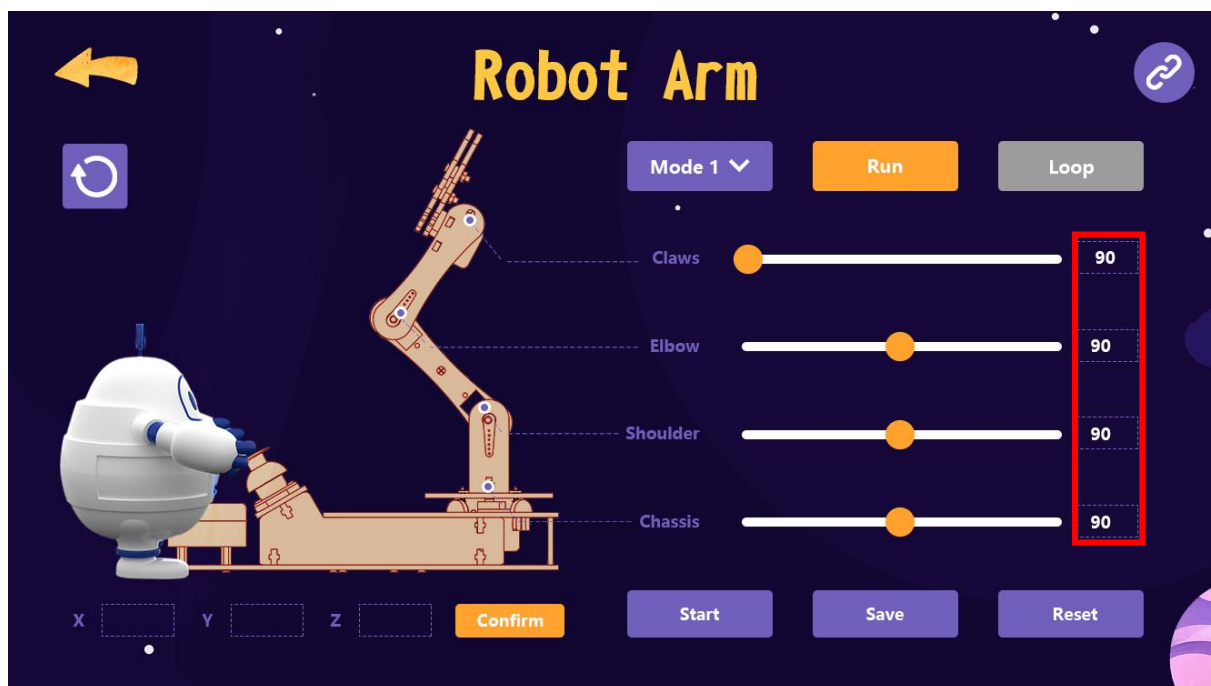 Robot Arm
Mode 1
Run
Loop
Claws
90
Elbow
90
Shoulder
90
Chassis
90
X
Y
Z
Confirm
Start
Save
Reset